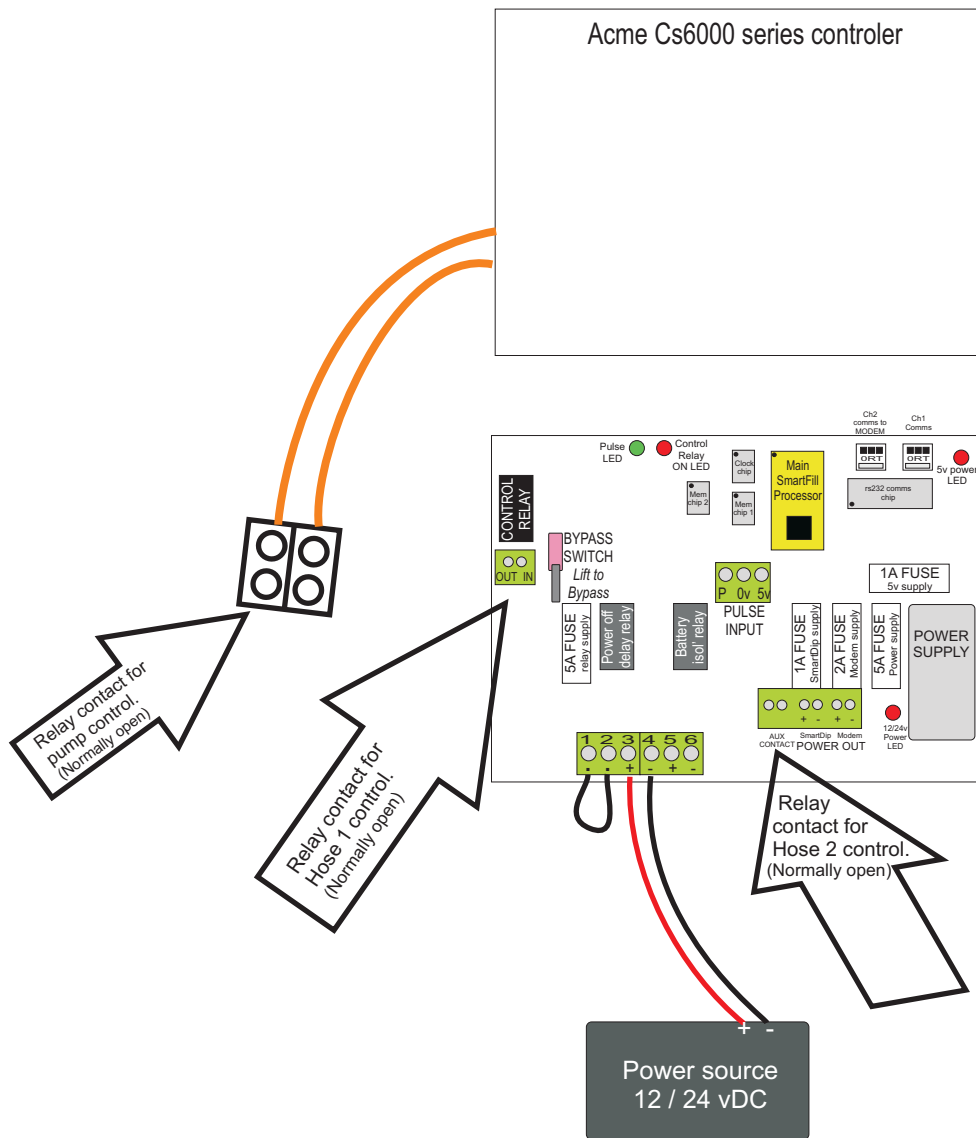 Acme Cs6000 series controler
Ch2
comms to
MODEM
Ch1
Comms
Pulse
LED
Control
Relay
ON LED
Clock
chip
Mem
chip 2
Mem
chip 1
Main
SmartFill
Processor
ORT
ORT
rs232 comms
chip
5v power
LED
CONTROL
RELAY
OUT IN
BYPASS
SWITCH
Lift to
Bypass
P 0v 5v
PULSE
INPUT
1A FUSE
5v supply
5A FUSE
relay supply
Power off
delay relay
Battery
isol' relay
1A FUSE
SmartDip supply
2A FUSE
Modem supply
5A FUSE
Power supply
POWER
SUPPLY
+ - + -
AUX
CONTACT
SmartDip Modem
POWER OUT
12/24v
Power
LED
1 2 3 4 5 6
. . + - + -
Relay contact for
pump control.
(Normally open)
Relay contact for
Hose 1 control.
(Normally open)
Relay
contact for
Hose 2 control.
(Normally open)
+ -
Power source
12 / 24 vDC